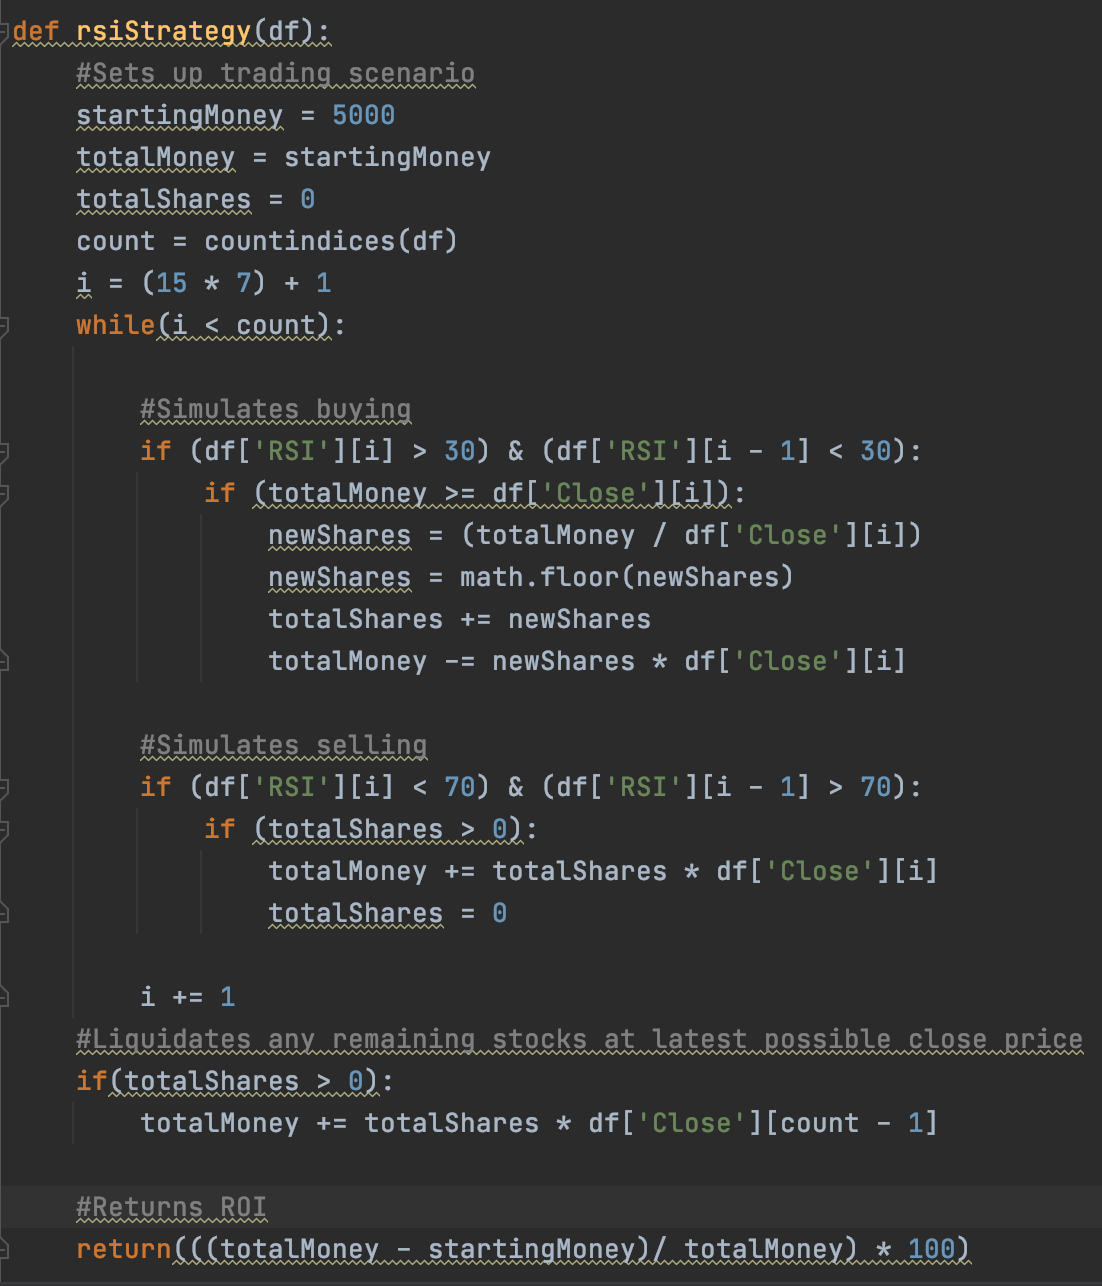 def rsiStrategy(df):
    #Sets up trading scenario
    startingMoney = 5000
    totalMoney = startingMoney
    totalShares = 0
    count = countindices(df)
    i = (15 * 7) + 1
    while(i < count):

        #Simulates buying
        if (df['RSI'][i] > 30) & (df['RSI'][i - 1] < 30):
            if (totalMoney >= df['Close'][i]):
                newShares = (totalMoney / df['Close'][i])
                newShares = math.floor(newShares)
                totalShares += newShares
                totalMoney -= newShares * df['Close'][i]

        #Simulates selling
        if (df['RSI'][i] < 70) & (df['RSI'][i - 1] > 70):
            if (totalShares > 0):
                totalMoney += totalShares * df['Close'][i]
                totalShares = 0

        i += 1
    #Liquidates any remaining stocks at latest possible close price
    if(totalShares > 0):
        totalMoney += totalShares * df['Close'][count - 1]

    #Returns ROI
    return(((totalMoney - startingMoney)/ totalMoney) * 100)